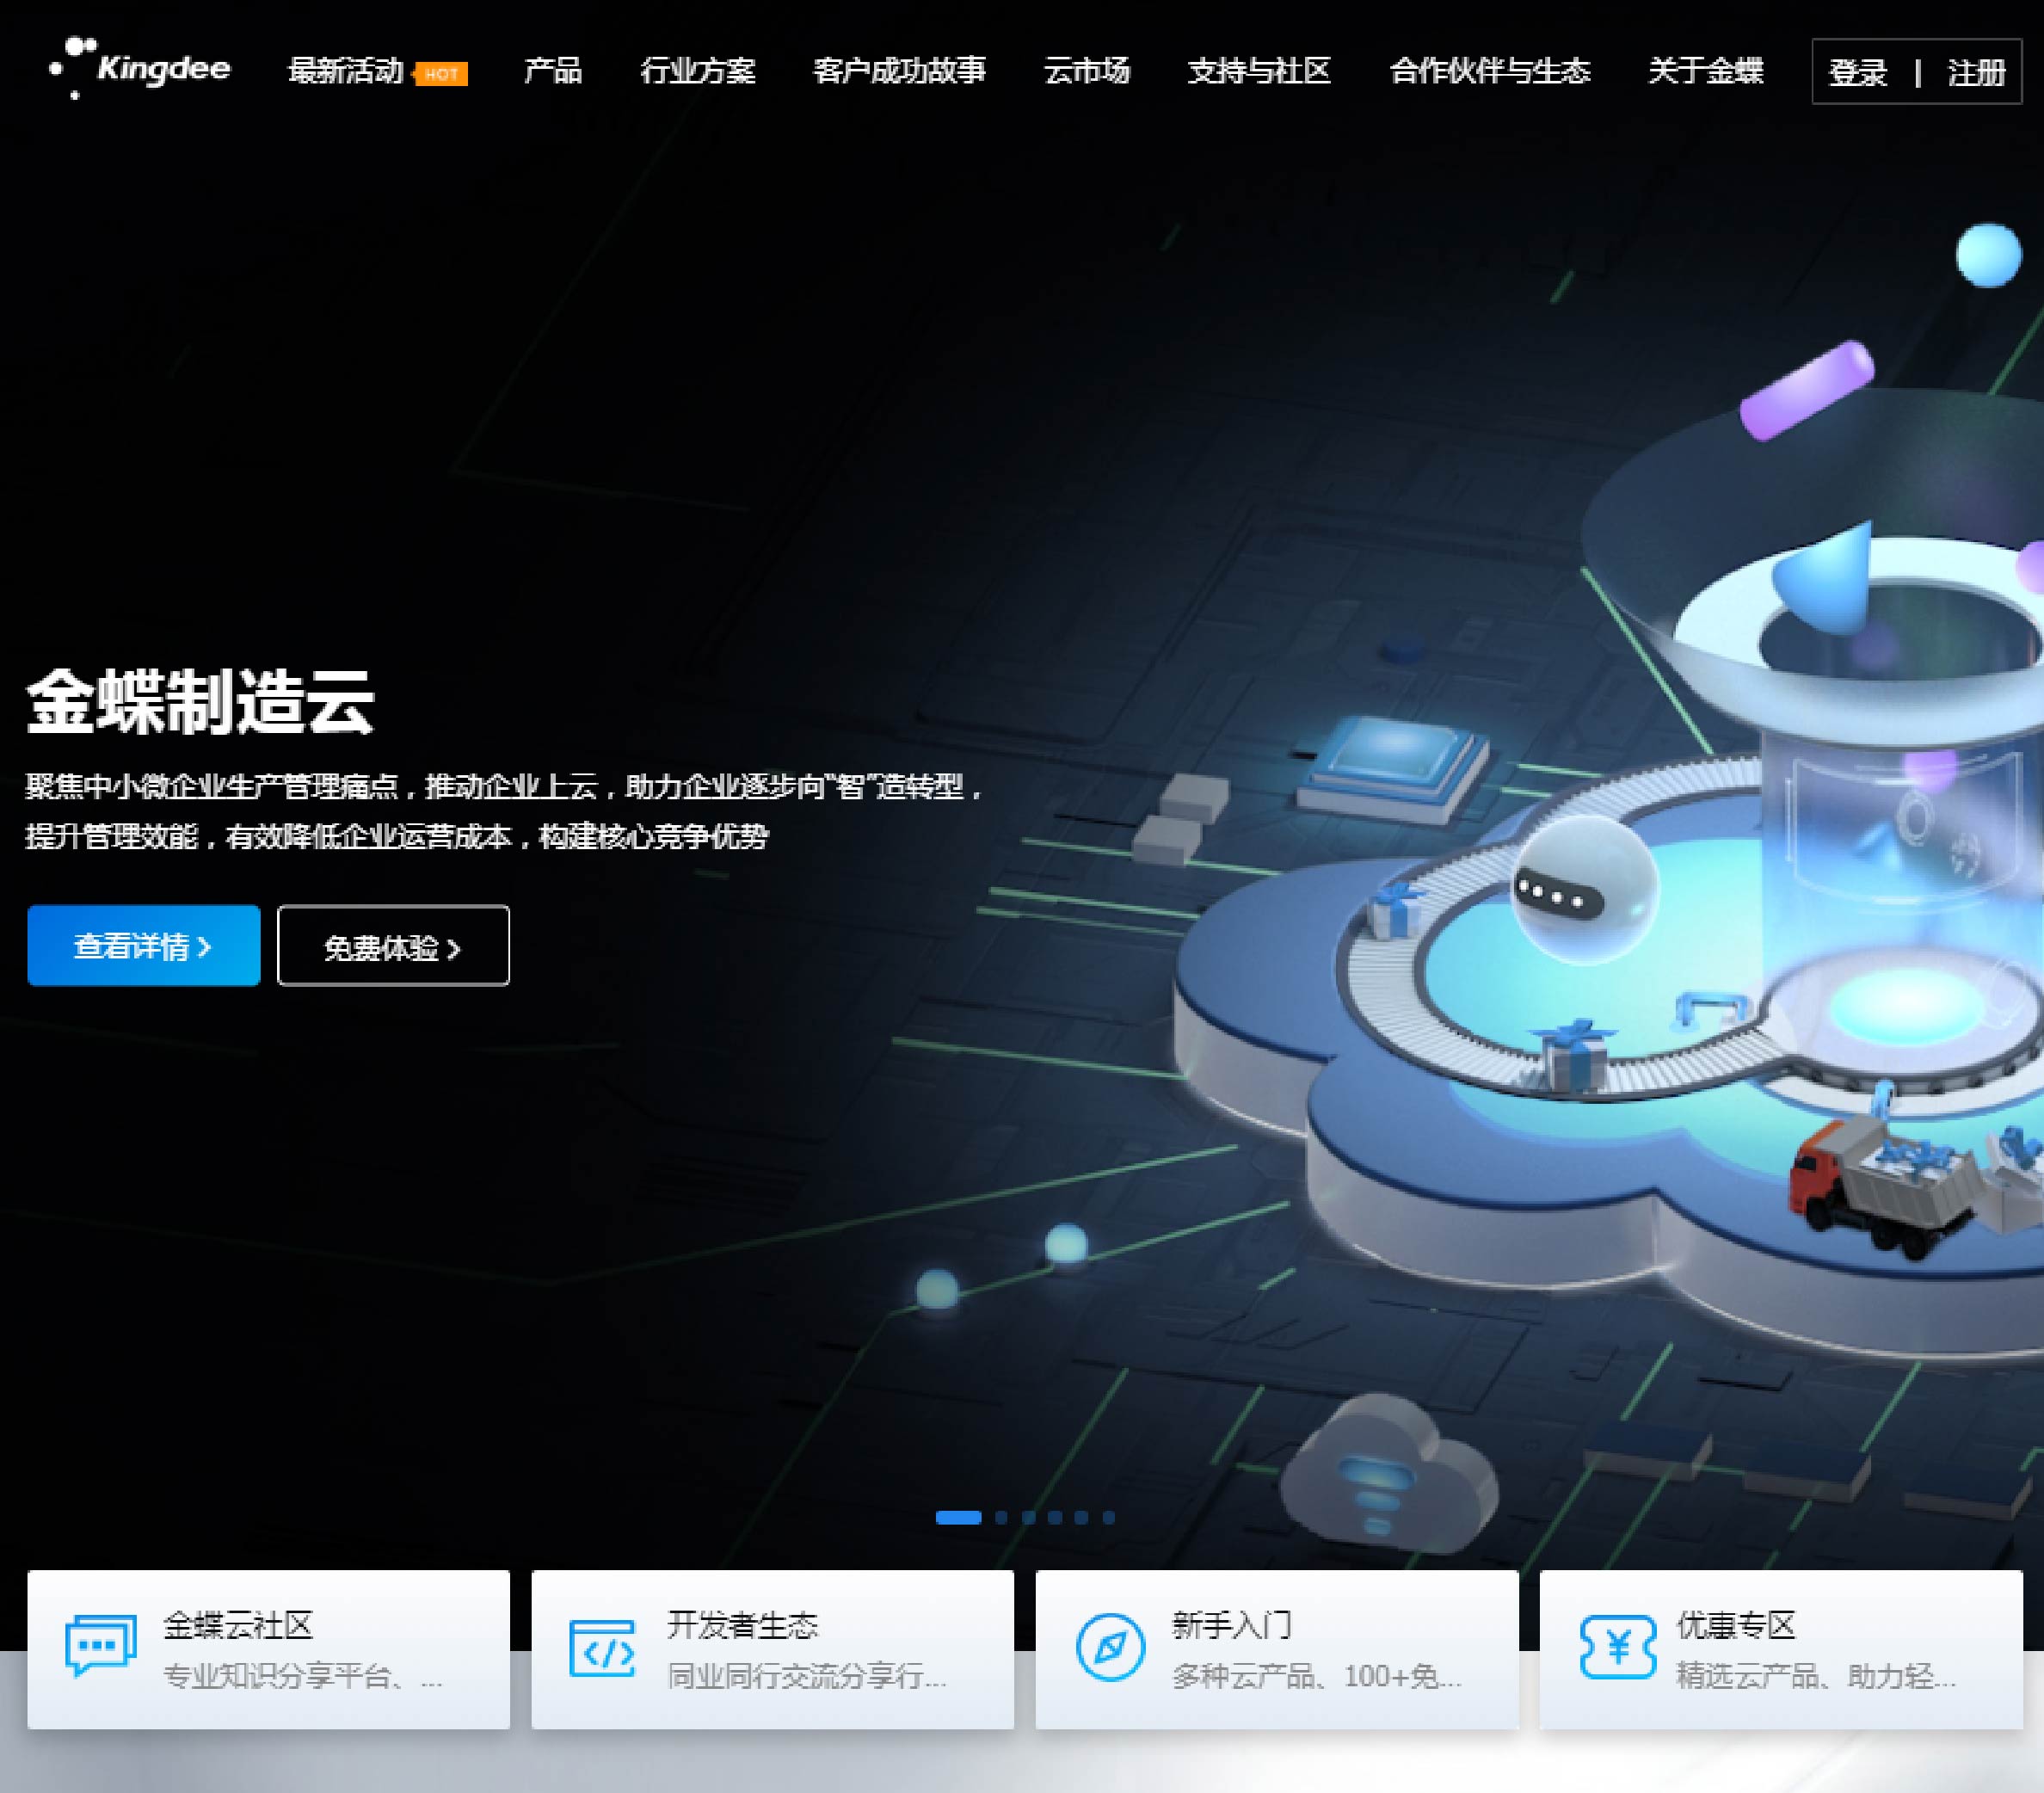 Kingdee 最新活动 HOT 产品 行业方案 客户成功故事 云市场 支持与社区 合作伙伴与生态 关于金蝶 登录 | 注册
金蝶制造云
聚焦中小微企业生产管理痛点，推动企业上云，助力企业逐步向“智”造转型，
提升管理效能，有效降低企业运营成本，构建核心竞争优势
查看详情 免费体验
金蝶云社区
专业知识分享平台、...
开发者生态
同业同行交流分享行...
新手入门
多种云产品、100+免...
优惠专区
精选云产品、助力轻...